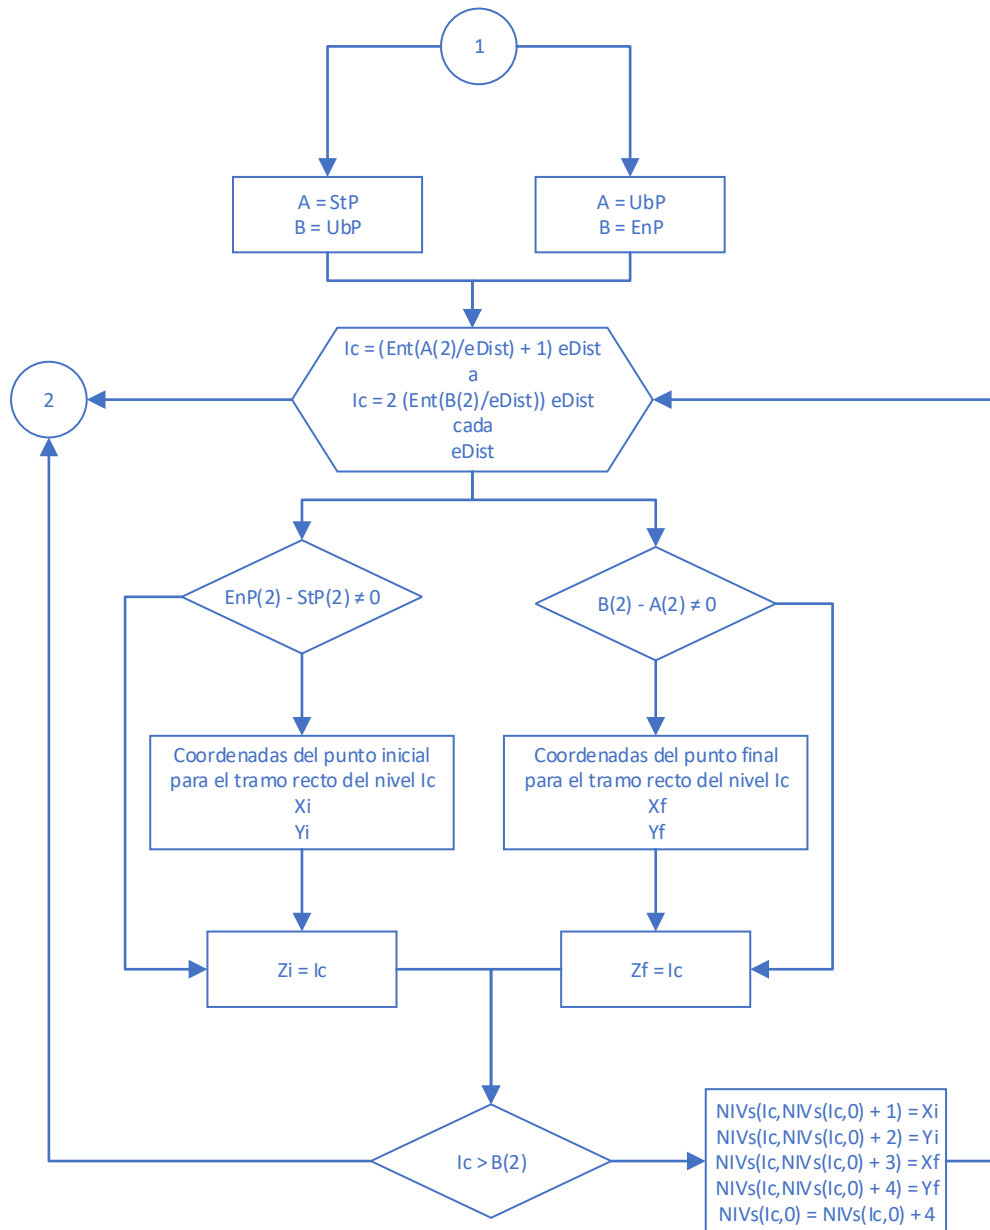 1
A = StP
B = UbP
A = UbP
B = EnP
Ic = (Ent(A(2)/eDist) + 1) eDist
a
Ic = 2 (Ent(B(2)/eDist)) eDist
cada
eDist
2
EnP(2) - StP(2) ≠ 0
B(2) - A(2) ≠ 0
Coordenadas del punto inicial
para el tramo recto del nivel Ic
Xi
Yi
Coordenadas del punto final
para el tramo recto del nivel Ic
Xf
Yf
Zi = Ic
Zf = Ic
Ic > B(2)
NIVs(Ic,NIVs(Ic,0) + 1) = Xi
NIVs(Ic,NIVs(Ic,0) + 2) = Yi
NIVs(Ic,NIVs(Ic,0) + 3) = Xf
NIVs(Ic,NIVs(Ic,0) + 4) = Yf
NIVs(Ic,0) = NIVs(Ic,0) + 4